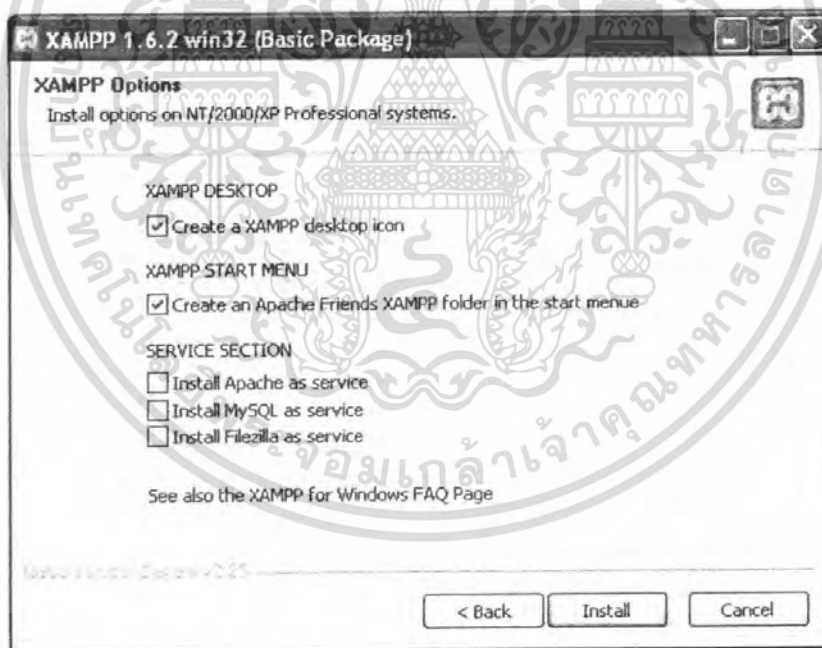 XAMPP 1.6.2 win32 (Basic Package)
XAMPP Options
Install options on NT/2000/XP Professional systems.
XAMPP DESKTOP
Create a XAMPP desktop icon
XAMPP START MENU
Create an Apache Friends XAMPP folder in the start menue
SERVICE SECTION
Install Apache as service
Install MySQL as service
Install Filezilla as service
See also the XAMPP for Windows FAQ Page
< Back
Install
Cancel